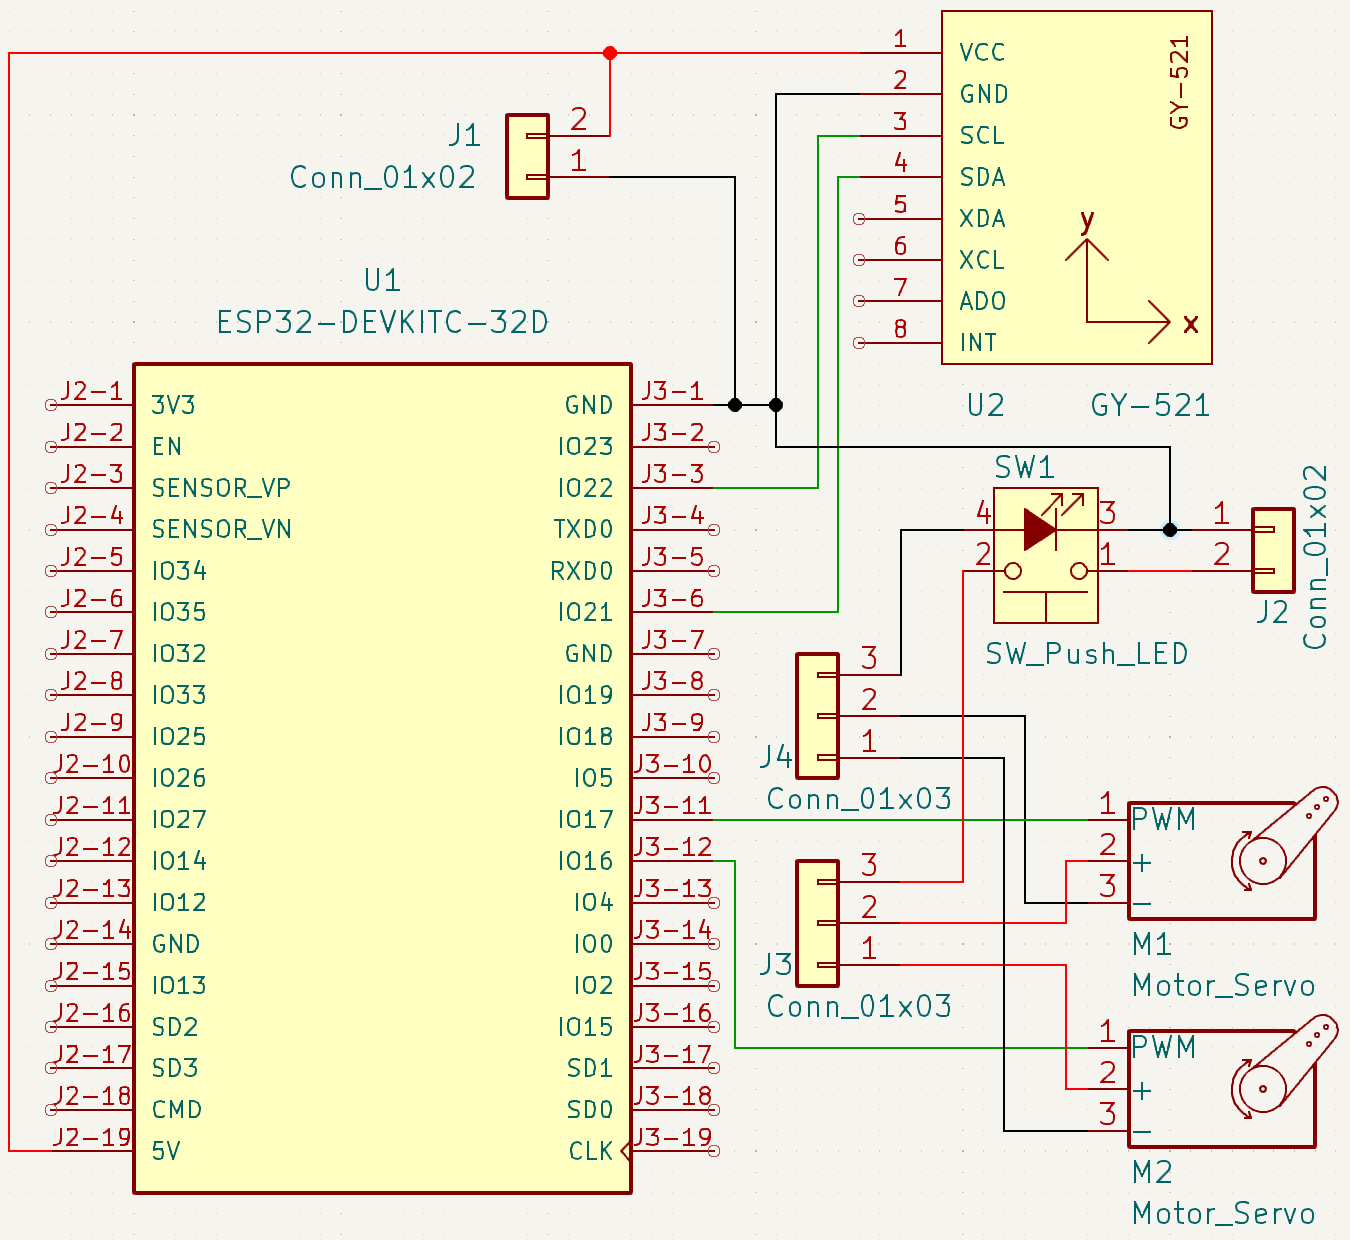 1 VCC
2 GND
3 SCL
4 SDA
5 XDA
6 XCL
7 ADO
8 INT
GY-521
y
x
U2 GY-521
J1
Conn_01x02
2
1
U1
ESP32-DEVKITC-32D
J2-1 3V3 GND J3-1
J2-2 EN IO23 J3-2
J2-3 SENSOR_VP IO22 J3-3
J2-4 SENSOR_VN TXD0 J3-4
J2-5 IO34 RXD0 J3-5
J2-6 IO35 IO21 J3-6
J2-7 IO32 GND J3-7
J2-8 IO33 IO19 J3-8
J2-9 IO25 IO18 J3-9
J2-10 IO26 IO5 J3-10
J2-11 IO27 IO17 J3-11
J2-12 IO14 IO16 J3-12
J2-13 IO12 IO4 J3-13
J2-14 GND IO0 J3-14
J2-15 IO13 IO2 J3-15
J2-16 SD2 IO15 J3-16
J2-17 SD3 SD1 J3-17
J2-18 CMD SD0 J3-18
J2-19 5V CLK J3-19
SW1
4 3
2 1
SW_Push_LED
1
2
J2
Conn_01x02
3
2
1
J4
Conn_01x03
3
2
1
J3
Conn_01x03
1 PWM
2 +
3 −
M1
Motor_Servo
1 PWM
2 +
3 −
M2
Motor_Servo